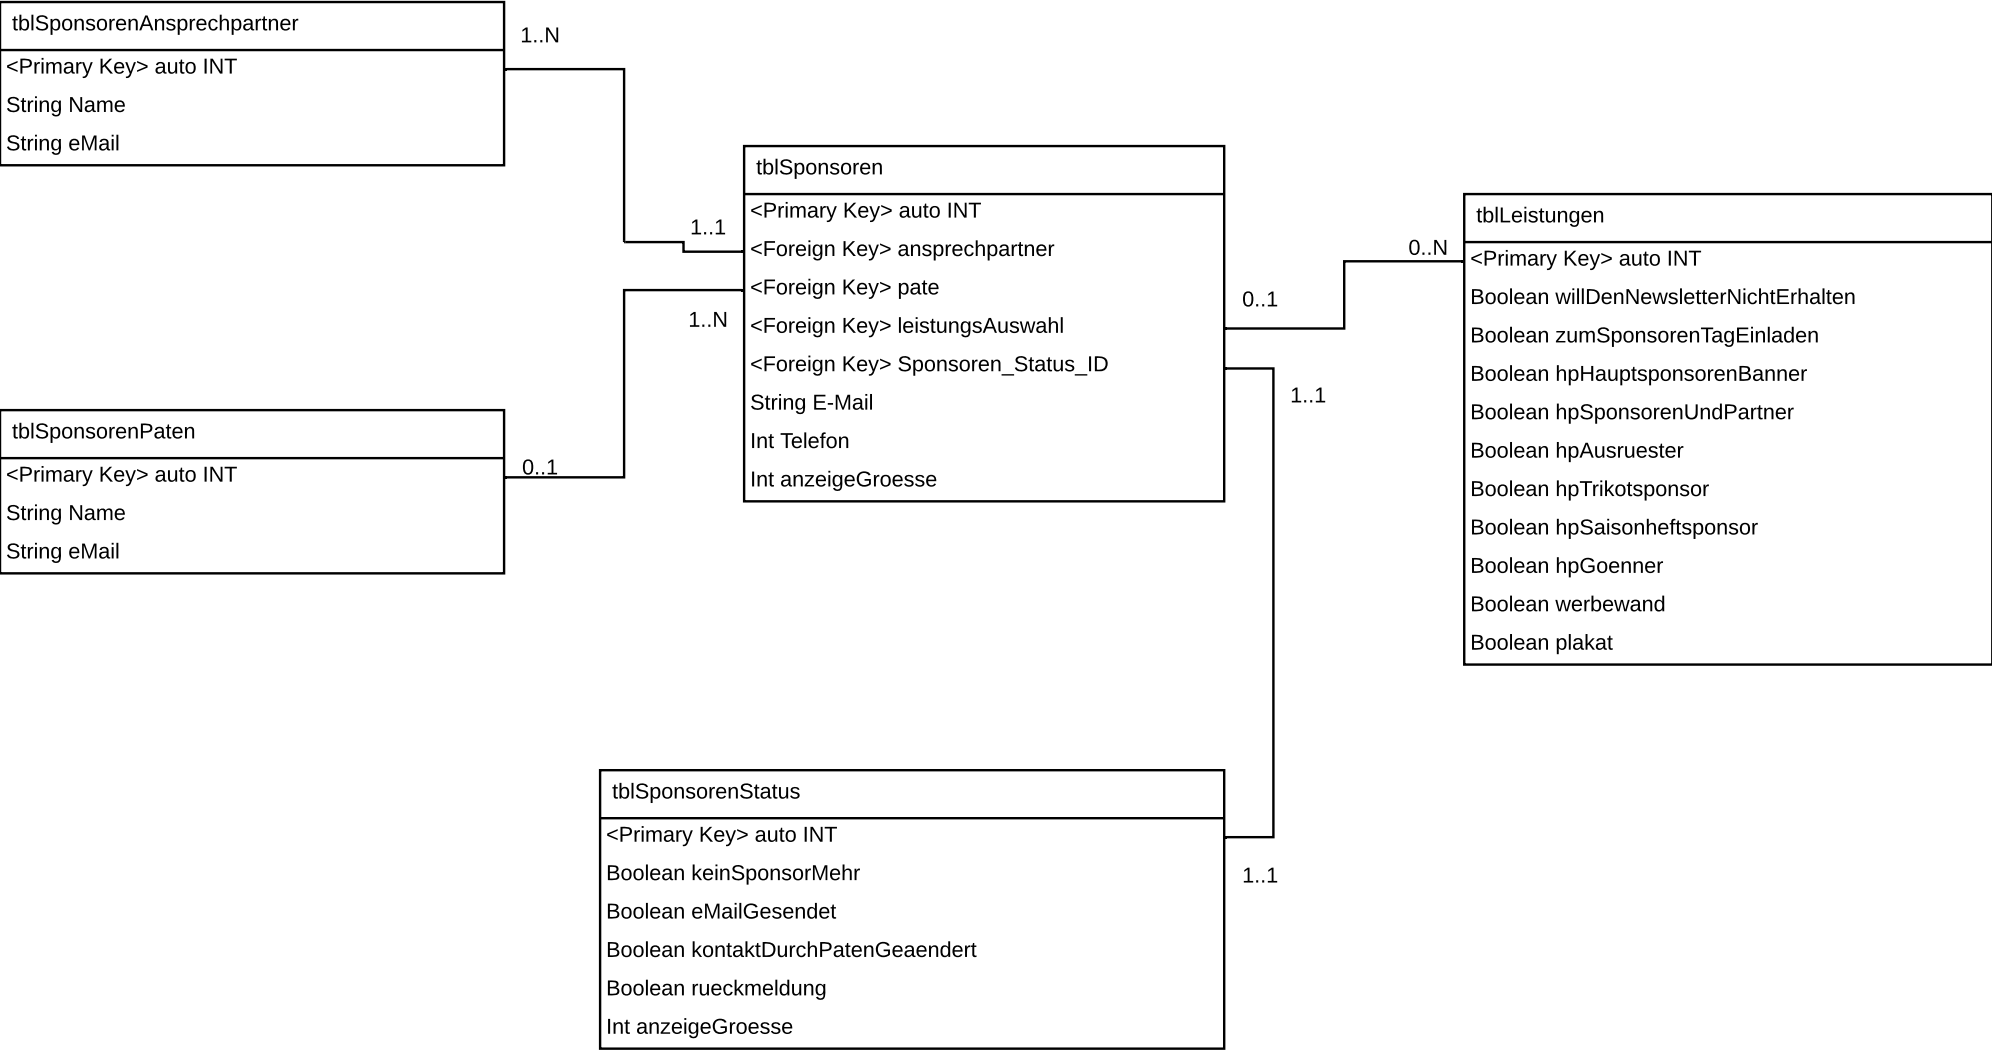 tblSponsorenAnsprechpartner
<Primary Key> auto INT
String Name
String eMail
1..N
1..1
tblSponsoren
<Primary Key> auto INT
<Foreign Key> ansprechpartner
<Foreign Key> pate
<Foreign Key> leistungsAuswahl
<Foreign Key> Sponsoren_Status_ID
String E-Mail
Int Telefon
Int anzeigeGroesse
1..N
0..1
tblSponsorenPaten
<Primary Key> auto INT
String Name
String eMail
0..1
0..N
tblLeistungen
<Primary Key> auto INT
Boolean willDenNewsletterNichtErhalten
Boolean zumSponsorenTagEinladen
Boolean hpHauptsponsorenBanner
Boolean hpSponsorenUndPartner
Boolean hpAusruester
Boolean hpTrikotsponsor
Boolean hpSaisonheftsponsor
Boolean hpGoenner
Boolean werbewand
Boolean plakat
1..1
tblSponsorenStatus
<Primary Key> auto INT
Boolean keinSponsorMehr
Boolean eMailGesendet
Boolean kontaktDurchPatenGeaendert
Boolean rueckmeldung
Int anzeigeGroesse
1..1